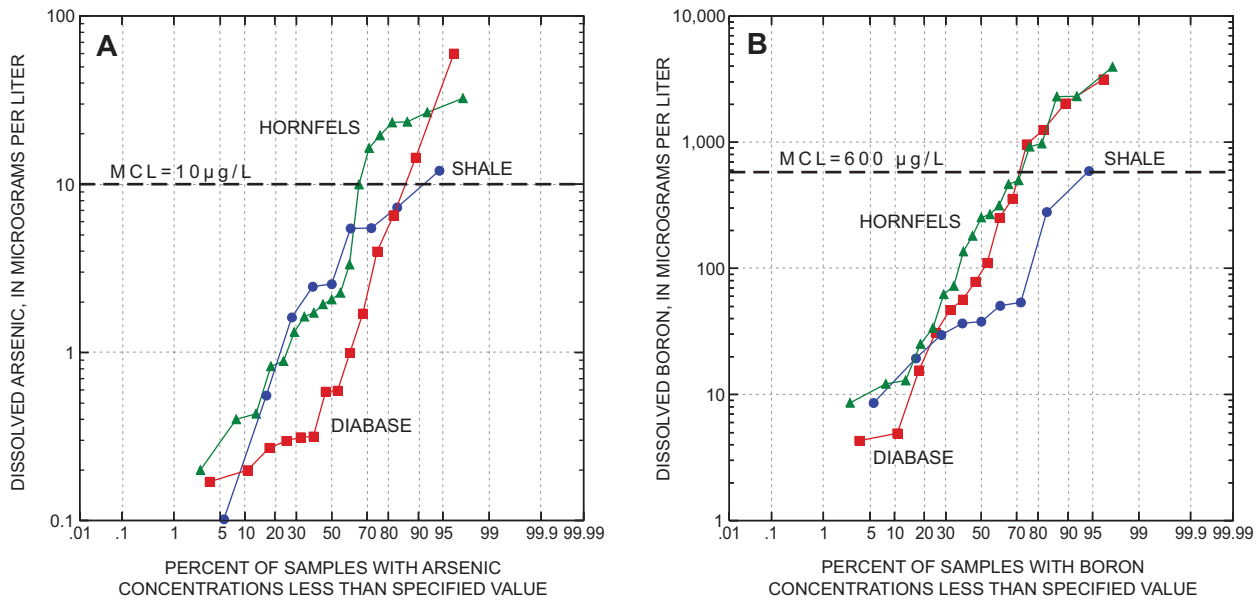 A
DISSOLVED ARSENIC, IN MICROGRAMS PER LITER
100
10
1
0.1
HORNFELS
MCL=10µg/L
SHALE
DIABASE
.01 .1 1 5 10 20 30 50 70 80 90 95 99 99.9 99.99
PERCENT OF SAMPLES WITH ARSENIC
CONCENTRATIONS LESS THAN SPECIFIED VALUE
B
DISSOLVED BORON, IN MICROGRAMS PER LITER
10,000
1,000
100
10
1
MCL=600 µg/L
SHALE
HORNFELS
DIABASE
.01 .1 1 5 10 20 30 50 70 80 90 95 99 99.9 99.99
PERCENT OF SAMPLES WITH BORON
CONCENTRATIONS LESS THAN SPECIFIED VALUE